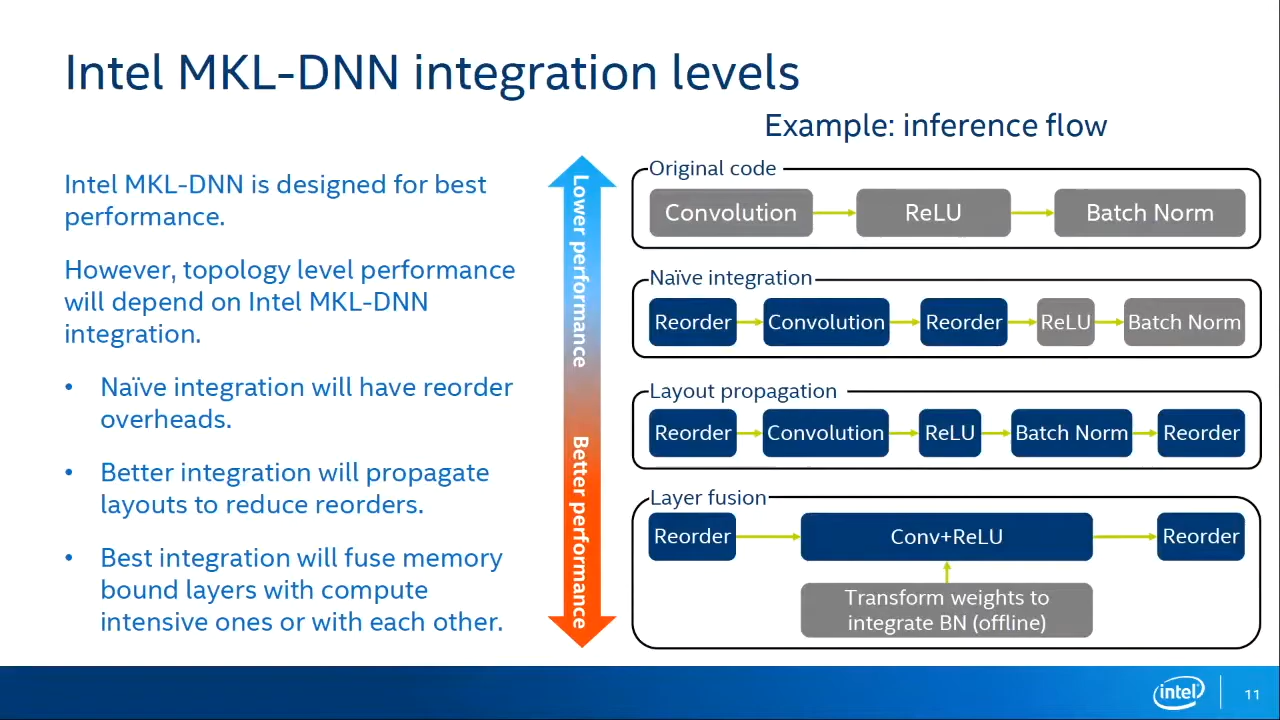 Intel MKL-DNN integration levels
Example: inference flow
Intel MKL-DNN is designed for best
performance.
However, topology level performance
will depend on Intel MKL-DNN
integration.
• Naïve integration will have reorder
overheads.
• Better integration will propagate
layouts to reduce reorders.
• Best integration will fuse memory
bound layers with compute
intensive ones or with each other.
Lower performance
Better performance
Original code
Convolution
ReLU
Batch Norm
Naïve integration
Reorder
Convolution
Reorder
ReLU
Batch Norm
Layout propagation
Reorder
Convolution
ReLU
Batch Norm
Reorder
Layer fusion
Reorder
Conv+ReLU
Reorder
Transform weights to
integrate BN (offline)
intel
11